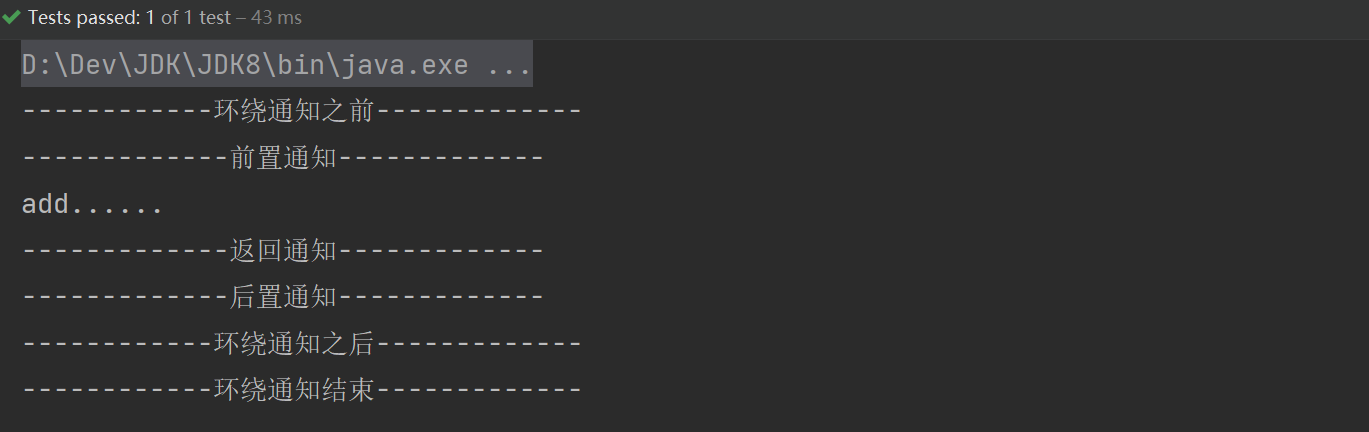 Tests passed: 1 of 1 test – 43 ms
D:\Dev\JDK\JDK8\bin\java.exe ...
------------环绕通知之前-------------
-------------前置通知-------------
add......
-------------返回通知-------------
-------------后置通知-------------
------------环绕通知之后-------------
------------环绕通知结束-------------